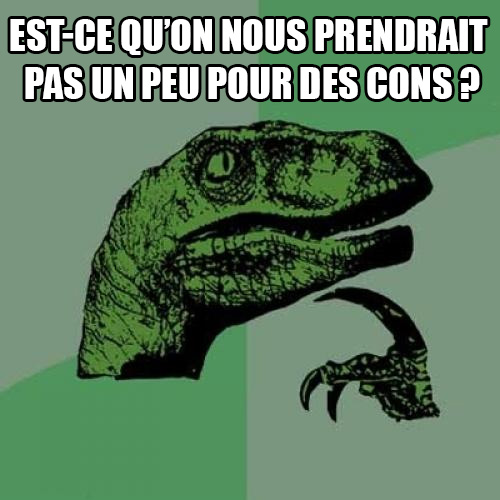 EST-CE QU'ON NOUS PRENDRAIT
PAS UN PEU POUR DES CONS ?